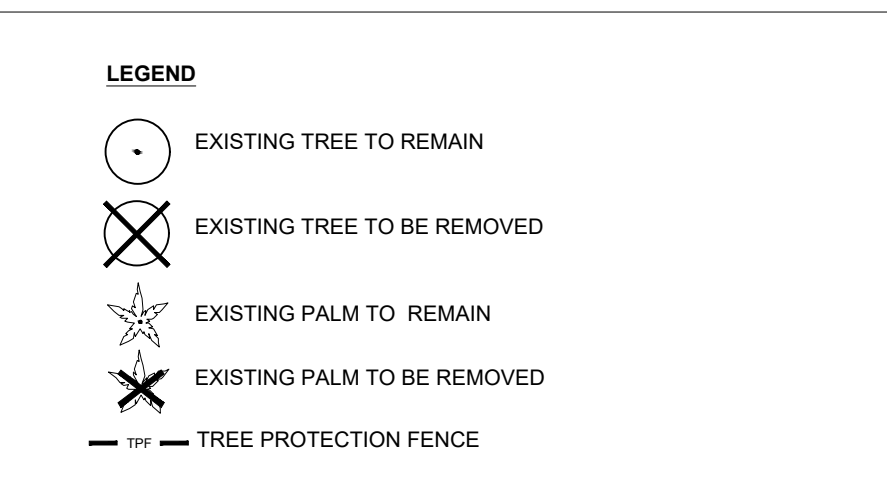 LEGEND
EXISTING TREE TO REMAIN
EXISTING TREE TO BE REMOVED
EXISTING PALM TO  REMAIN
EXISTING PALM TO BE REMOVED
TPF TREE PROTECTION FENCE